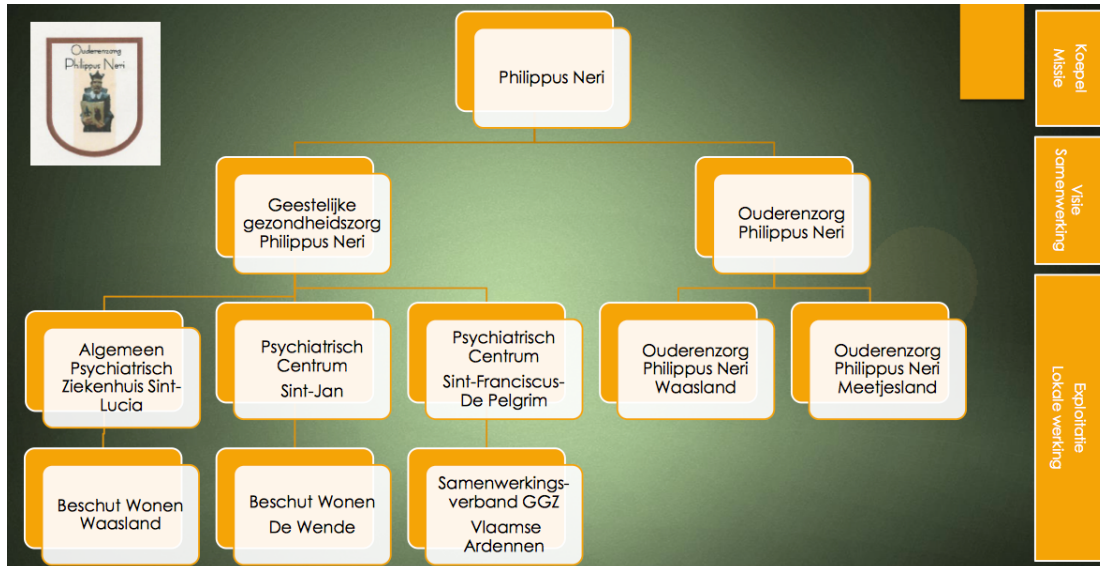 Ouderenzorg
Philippus Neri
Philippus Neri
Koepel
Missie
Geestelijke
gezondheidszorg
Philippus Neri
Ouderenzorg
Philippus Neri
Visie
Samenwerking
Algemeen
Psychiatrisch
Ziekenhuis Sint-
Lucia
Psychiatrisch
Centrum
Sint-Jan
Psychiatrisch
Centrum
Sint-Franciscus-
De Pelgrim
Ouderenzorg
Philippus Neri
Waasland
Ouderenzorg
Philippus Neri
Meetjesland
Exploitatie
Lokale werking
Beschut Wonen
Waasland
Beschut Wonen
De Wende
Samenwerkings-
verband GGZ
Vlaamse
Ardennen